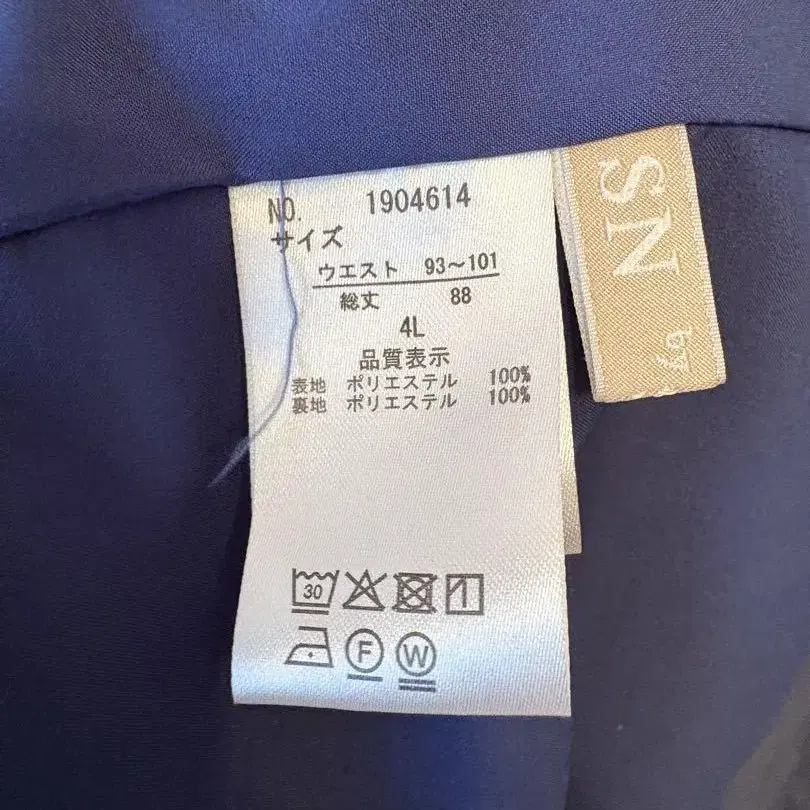 NO. 1904614
サイズ
ウエスト 93～101
総丈 88
4L
品質表示
表地 ポリエステル 100%
裏地 ポリエステル 100%
30
F
W
SN
by